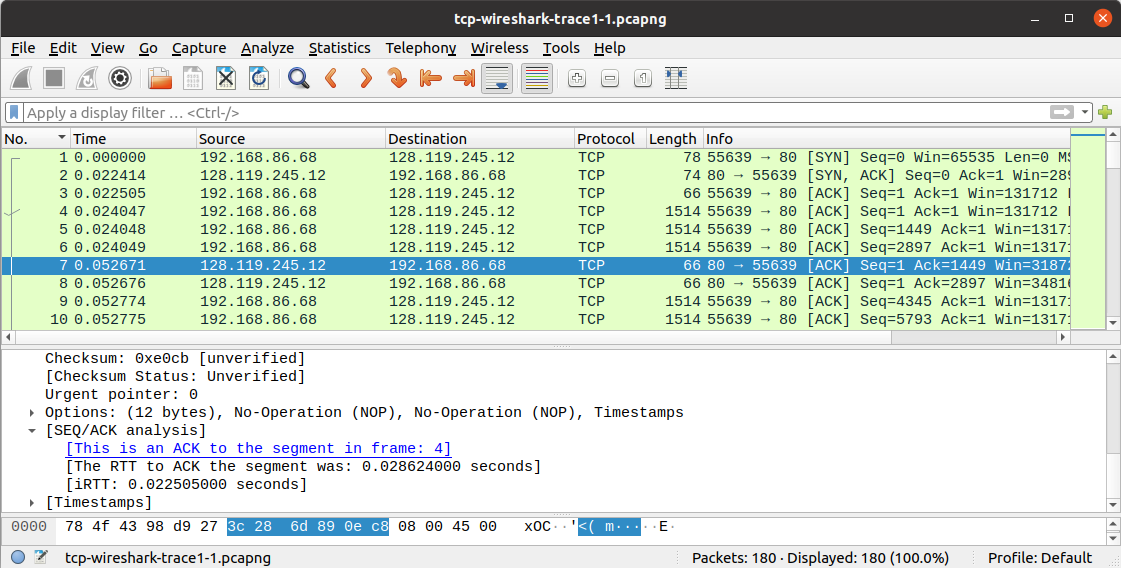 tcp-wireshark-trace1-1.pcapng
File Edit View Go Capture Analyze Statistics Telephony Wireless Tools Help
Apply a display filter … <Ctrl-/>
No. Time Source Destination Protocol Length Info
1 0.000000 192.168.86.68 128.119.245.12 TCP 78 55639 → 80 [SYN] Seq=0 Win=65535 Len=0
2 0.022414 128.119.245.12 192.168.86.68 TCP 74 80 → 55639 [SYN, ACK] Seq=0 Ack=1 Win=289
3 0.022505 192.168.86.68 128.119.245.12 TCP 66 55639 → 80 [ACK] Seq=1 Ack=1 Win=131712
4 0.024047 192.168.86.68 128.119.245.12 TCP 1514 55639 → 80 [ACK] Seq=1 Ack=1 Win=131712
5 0.024048 192.168.86.68 128.119.245.12 TCP 1514 55639 → 80 [ACK] Seq=1449 Ack=1 Win=1317
6 0.024049 192.168.86.68 128.119.245.12 TCP 1514 55639 → 80 [ACK] Seq=2897 Ack=1 Win=1317
7 0.052671 128.119.245.12 192.168.86.68 TCP 66 80 → 55639 [ACK] Seq=1 Ack=1449 Win=31872
8 0.052676 128.119.245.12 192.168.86.68 TCP 66 80 → 55639 [ACK] Seq=1 Ack=2897 Win=34816
9 0.052774 192.168.86.68 128.119.245.12 TCP 1514 55639 → 80 [ACK] Seq=4345 Ack=1 Win=1317
10 0.052775 192.168.86.68 128.119.245.12 TCP 1514 55639 → 80 [ACK] Seq=5793 Ack=1 Win=1317
Checksum: 0xe0cb [unverified]
[Checksum Status: Unverified]
Urgent pointer: 0
Options: (12 bytes), No-Operation (NOP), No-Operation (NOP), Timestamps
[SEQ/ACK analysis]
[This is an ACK to the segment in frame: 4]
[The RTT to ACK the segment was: 0.028624000 seconds]
[iRTT: 0.022505000 seconds]
[Timestamps]
0000 78 4f 43 98 d9 27 3c 28 6d 89 0e c8 08 00 45 00 xOC··'<( m·····E·
tcp-wireshark-trace1-1.pcapng Packets: 180 · Displayed: 180 (100.0%) Profile: Default